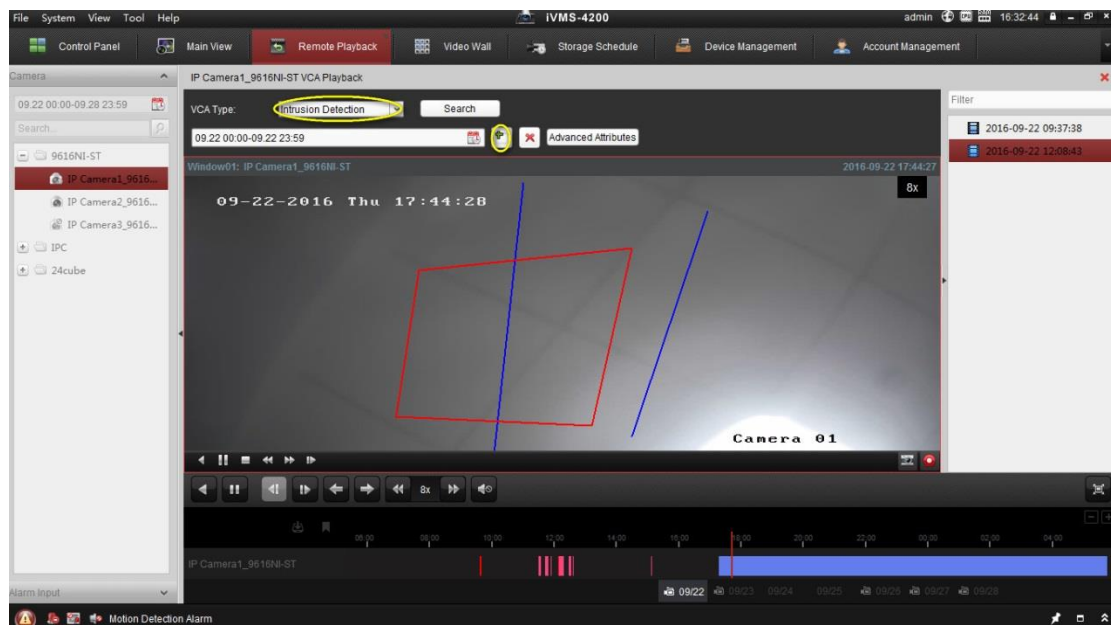 File System View Tool Help iVMS-4200 admin 16:32:44
Control Panel Main View Remote Playback Video Wall Storage Schedule Device Management Account Management
Camera
IP Camera1_9616NI-ST VCA Playback
09.22 00:00-09.28 23:59
VCA Type: Intrusion Detection Search
Filter
Search...
09.22 00:00-09.22 23:59 Advanced Attributes
2016-09-22 09:37:38
9616NI-ST
2016-09-22 12:08:43
Window01: IP Camera1_9616NI-ST 2016-09-22 17:44:27
IP Camera1_9616...
8x
IP Camera2_9616...
09-22-2016 Thu 17:44:28
IP Camera3_9616...
IPC
24cube
Camera 01
8x
06:00 08:00 10:00 12:00 14:00 16:00 18:00 20:00 22:00 00:00 02:00 04:00
IP Camera1_9616NI-ST
Alarm Input
09/22 09/23 09/24 09/25 09/26 09/27 09/28
Motion Detection Alarm